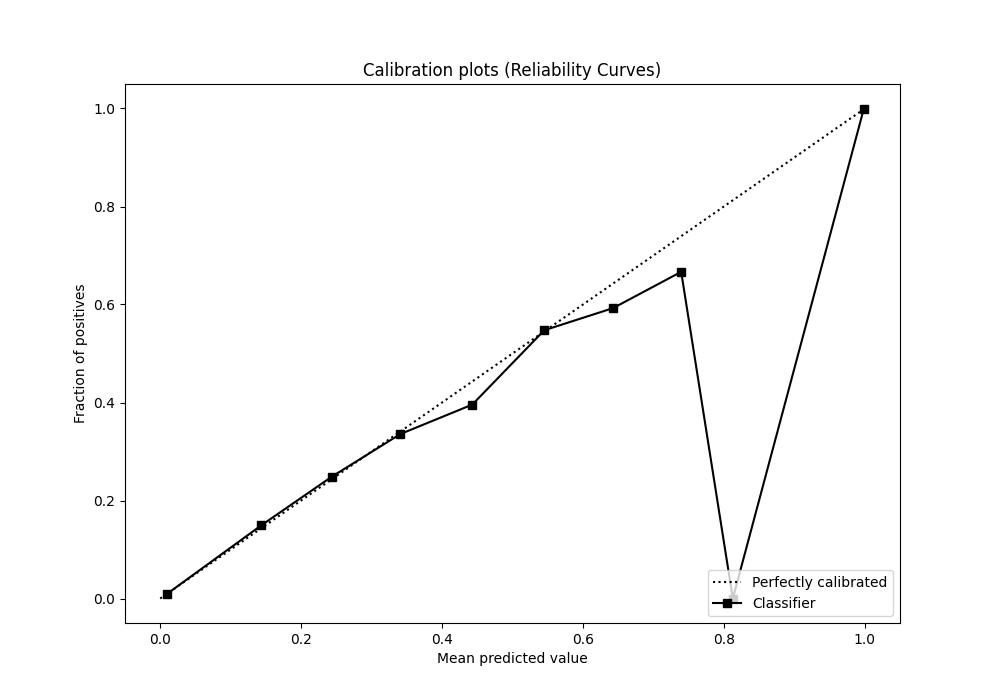 Calibration plots (Reliability Curves)
1.0
0.8
0.6
0.4
0.2
0.0
Fraction of positives
0.0 0.2 0.4 0.6 0.8 1.0
Mean predicted value
Perfectly calibrated
Classifier